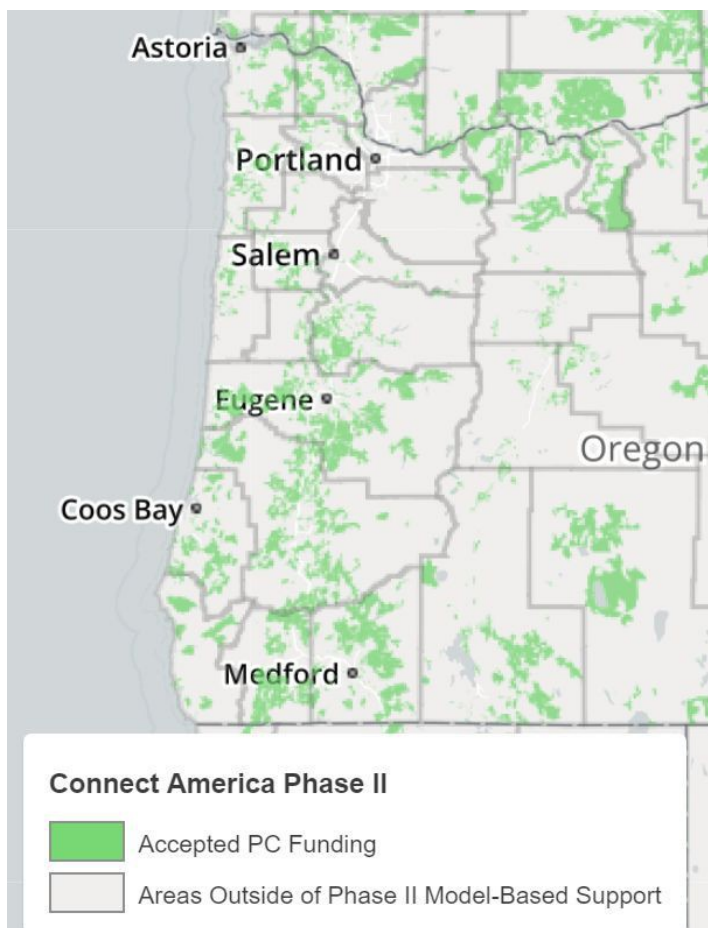 Astoria
Portland
Salem
Eugene
Oregon
Coos Bay
Medford
Connect America Phase II
Accepted PC Funding
Areas Outside of Phase II Model-Based Support